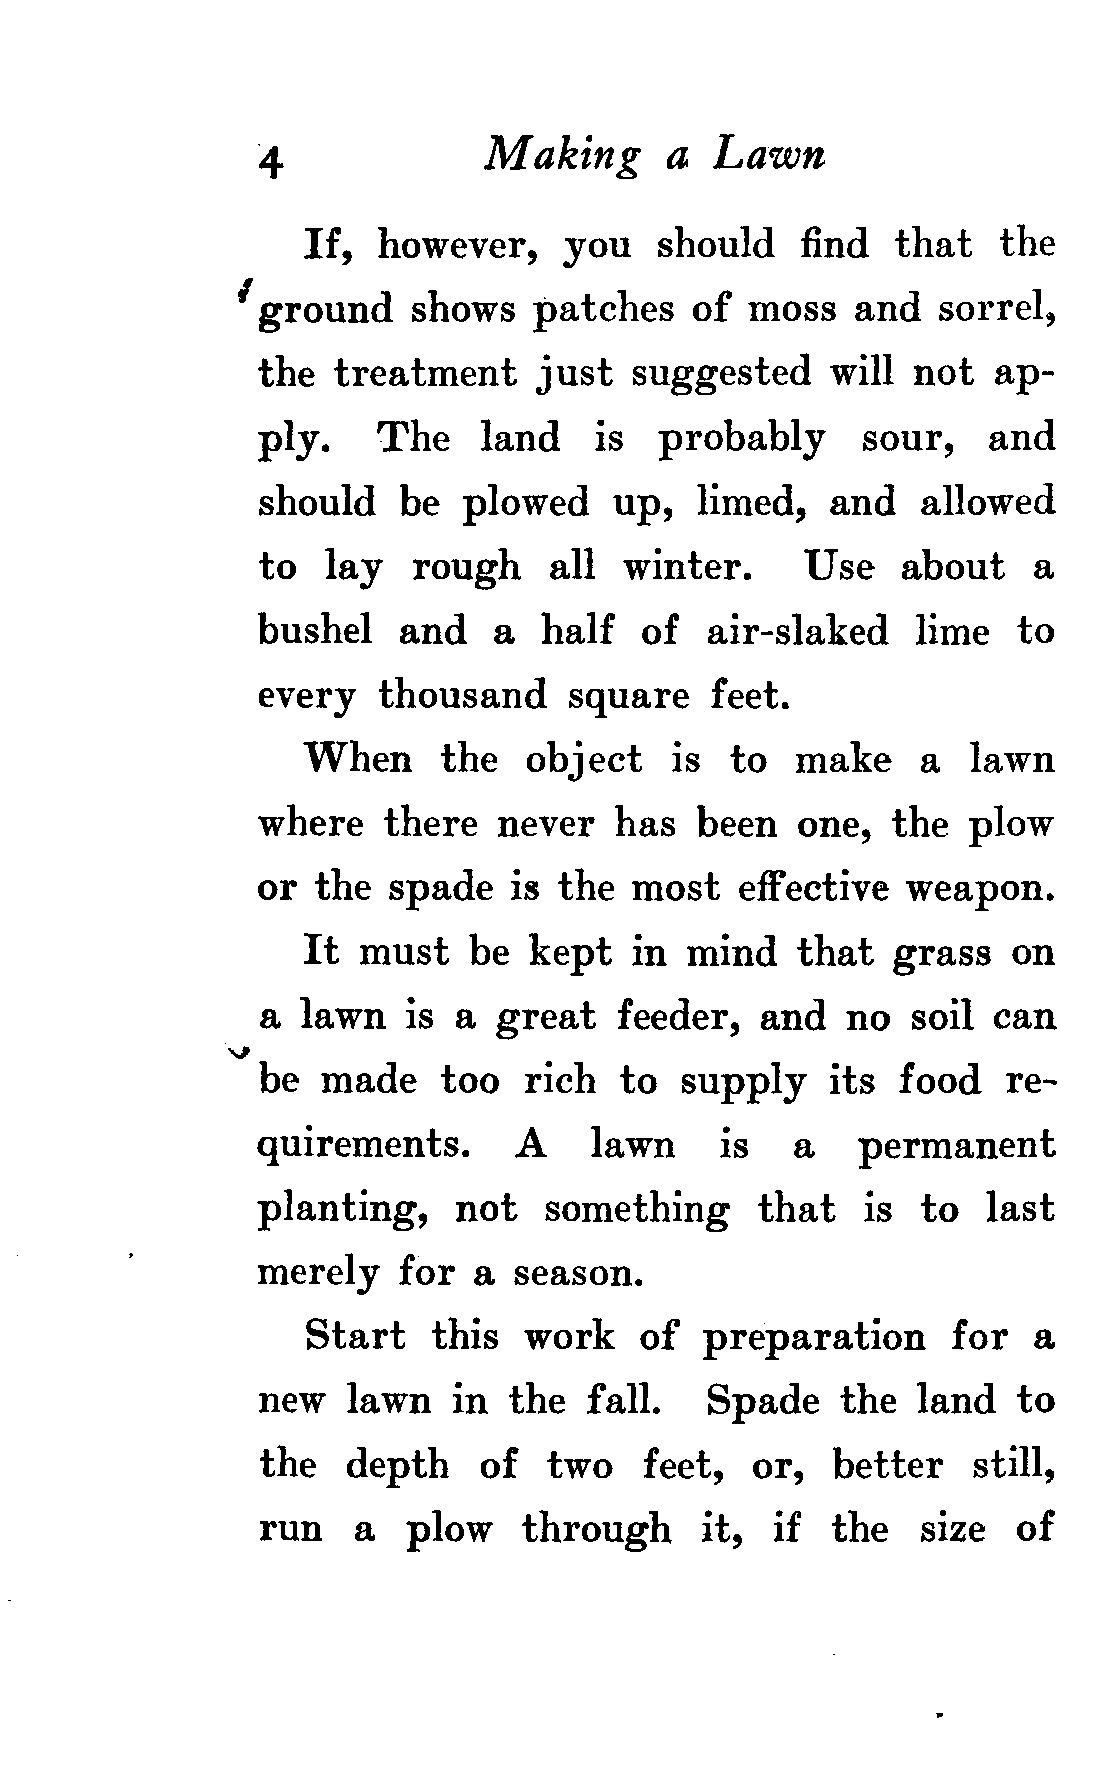 4 Making a Lawn
If, however, you should find that the
ground shows patches of moss and sorrel,
the treatment just suggested will not ap-
ply. The land is probably sour, and
should be plowed up, limed, and allowed
to lay rough all winter. Use about a
bushel and a half of air-slaked lime to
every thousand square feet.
When the object is to make a lawn
where there never has been one, the plow
or the spade is the most effective weapon.
It must be kept in mind that grass on
a lawn is a great feeder, and no soil can
be made too rich to supply its food re-
quirements. A lawn is a permanent
planting, not something that is to last
merely for a season.
Start this work of preparation for a
new lawn in the fall. Spade the land to
the depth of two feet, or, better still,
run a plow through it, if the size of